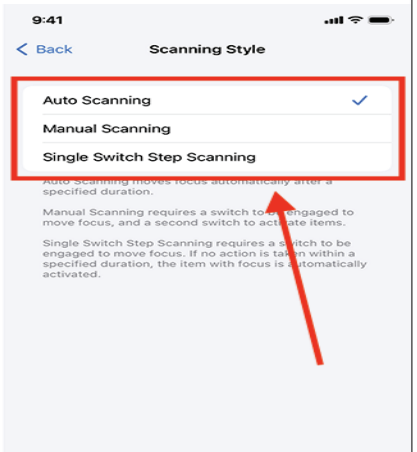 9:41
Back
Scanning Style
Auto Scanning
Manual Scanning
Single Switch Step Scanning
Auto Scanning moves focus automatically after a
specified duration.
Manual Scanning requires a switch to be engaged to
move focus, and a second switch to activate items.
Single Switch Step Scanning requires a switch to be
engaged to move focus. If no action is taken within a
specified duration, the item with focus is automatically
activated.